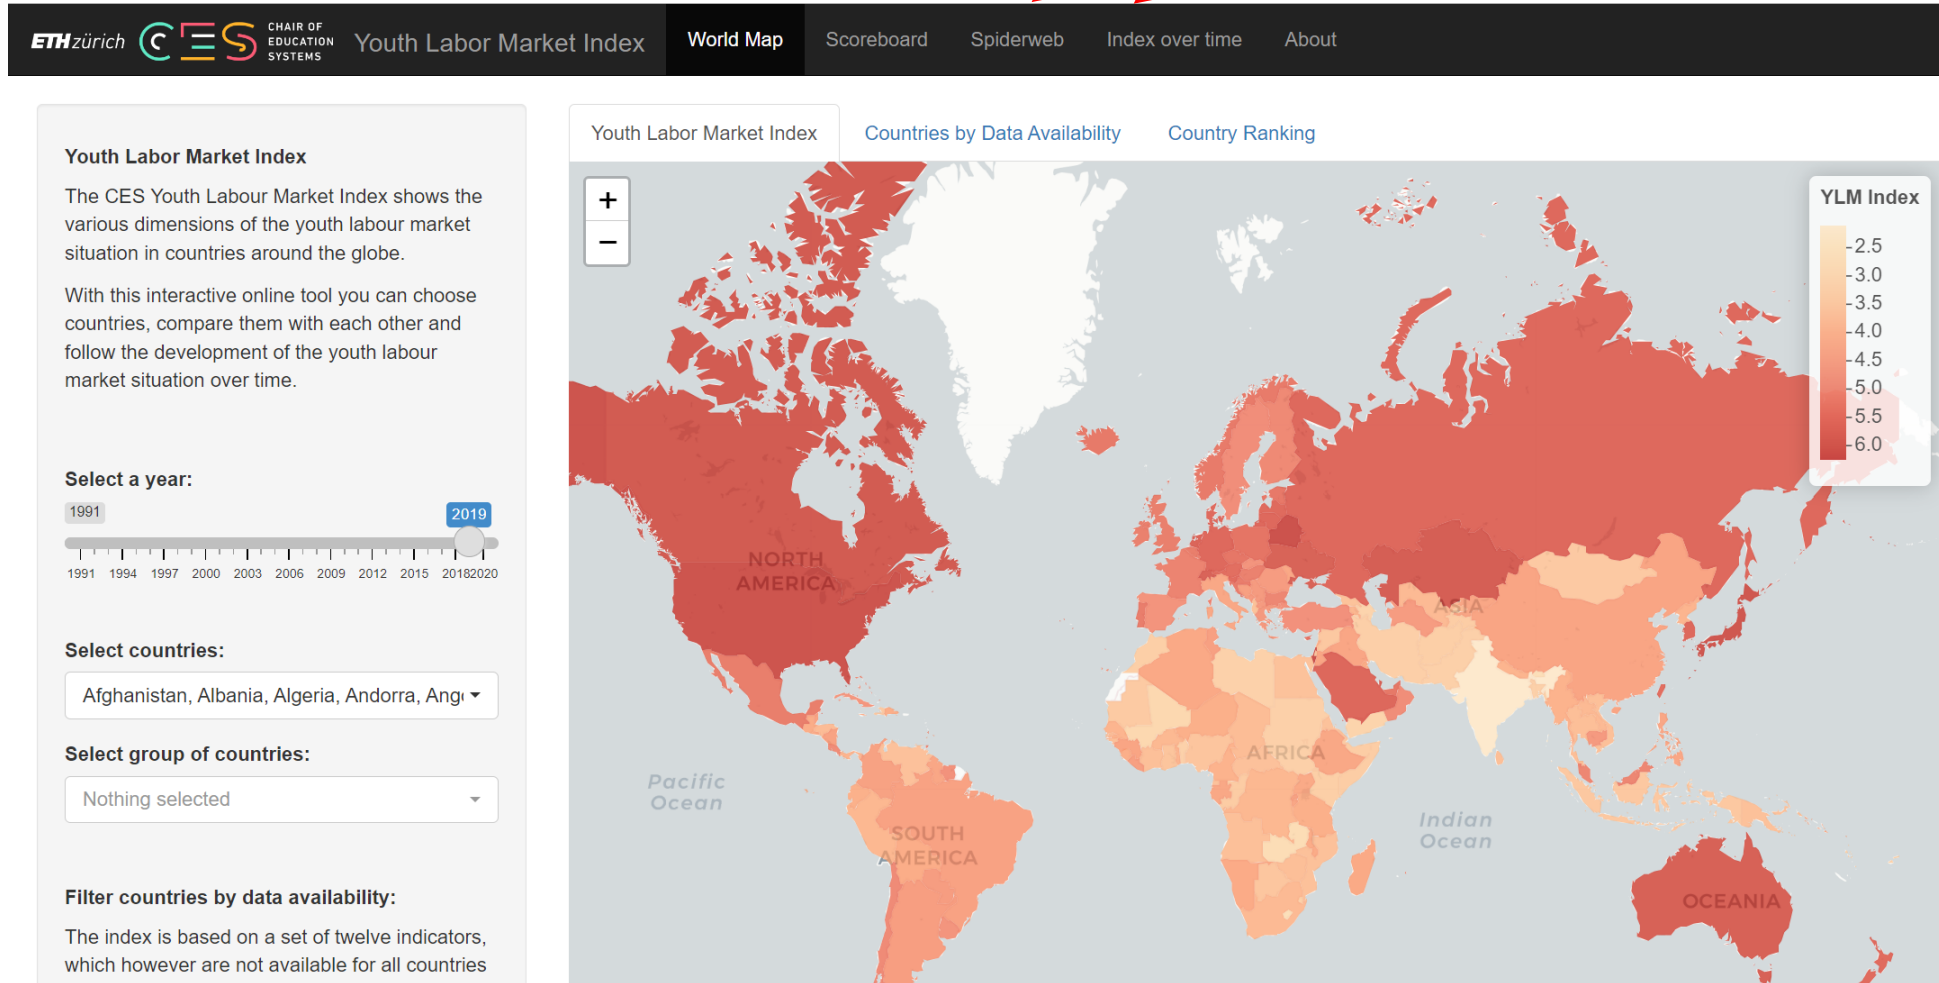 ETH zürich
CES
CHAIR OF
EDUCATION
SYSTEMS
Youth Labor Market Index
World Map
Scoreboard
Spiderweb
Index over time
About
Youth Labor Market Index
The CES Youth Labour Market Index shows the
various dimensions of the youth labour market
situation in countries around the globe.
With this interactive online tool you can choose
countries, compare them with each other and
follow the development of the youth labour
market situation over time.
Select a year:
1991
2019
1991 1994 1997 2000 2003 2006 2009 2012 2015 2018 2020
Select countries:
Afghanistan, Albania, Algeria, Andorra, Ang
Select group of countries:
Nothing selected
Filter countries by data availability:
The index is based on a set of twelve indicators,
which however are not available for all countries
Youth Labor Market Index
Countries by Data Availability
Country Ranking
+
−
YLM Index
2.5
3.0
3.5
4.0
4.5
5.0
5.5
6.0
NORTH
AMERICA
ASIA
AFRICA
Pacific
Ocean
SOUTH
AMERICA
Indian
Ocean
OCEANIA